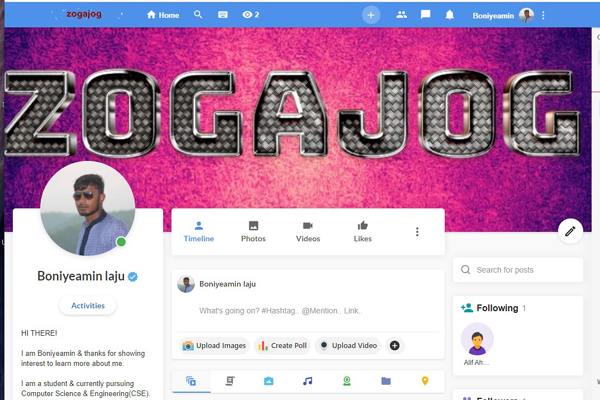 zogajog Home 2 Boniyeamin
ZOGAJOG
Timeline Photos Videos Likes
Boniyeamin laju
Activities
HI THERE!
I am Boniyeamin & thanks for showing
interest to learn more about me.
I am a student & currently pursuing
Computer Science & Engineering(CSE).
Boniyeamin laju
What's going on? #Hashtag.. @Mention.. Link..
Upload Images Create Poll Upload Video
Search for posts
Following 1
Alif Ah...